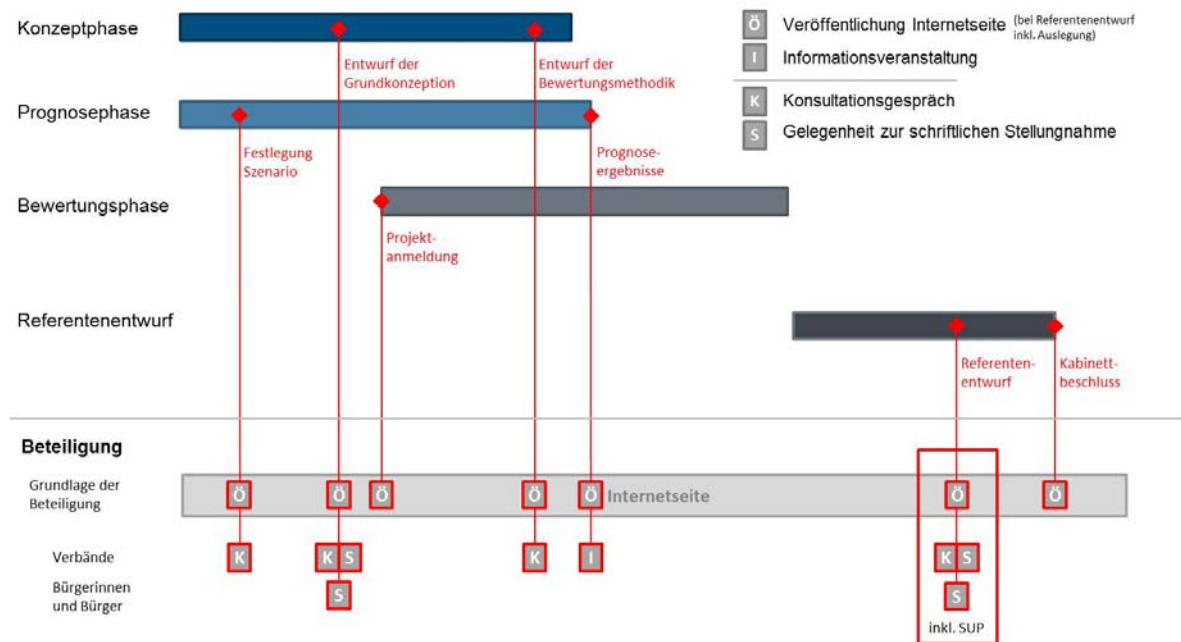 Konzeptphase
Ö Veröffentlichung Internetseite (bei Referentenentwurf
inkl. Auslegung)
I Informationsveranstaltung
K Konsultationsgespräch
S Gelegenheit zur schriftlichen Stellungnahme
Entwurf der
Grundkonzeption
Entwurf der
Bewertungsmethodik
Prognosephase
Festlegung
Szenario
Prognose-
ergebnisse
Bewertungsphase
Projekt-
anmeldung
Referentenentwurf
Referenten-
entwurf
Kabinett-
beschluss
Beteiligung
Grundlage der
Beteiligung
Ö Ö Ö Ö Ö Internetseite Ö Ö
Verbände
K K S K I K S
Bürgerinnen
und Bürger
S S
inkl. SUP